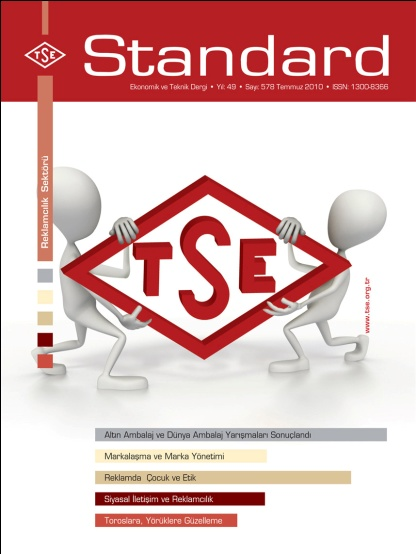 TSE
Standard
Ekonomik ve Teknik Dergi • Yıl: 49 • Sayı: 578 Temmuz 2010 • ISSN: 1300-8366
Reklamcılık Sektörü
TSE
www.tse.org.tr
Altın Ambalaj ve Dünya Ambalaj Yarışmaları Sonuçlandı
Markalaşma ve Marka Yönetimi
Reklamda Çocuk ve Etik
Siyasal İletişim ve Reklamcılık
Toroslara, Yörüklere Güzelleme